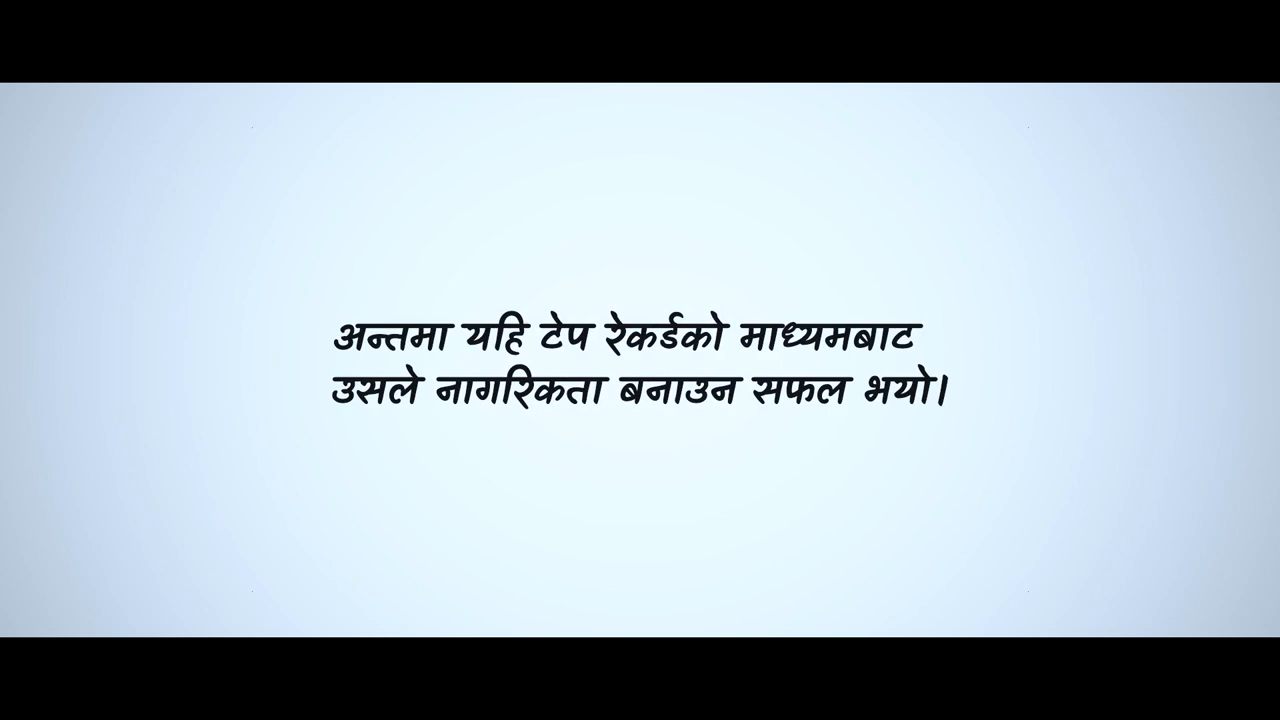 अन्तमा यहि टेप रेकर्डको माध्यमबाट
उसले नागरिकता बनाउन सफल भयो।